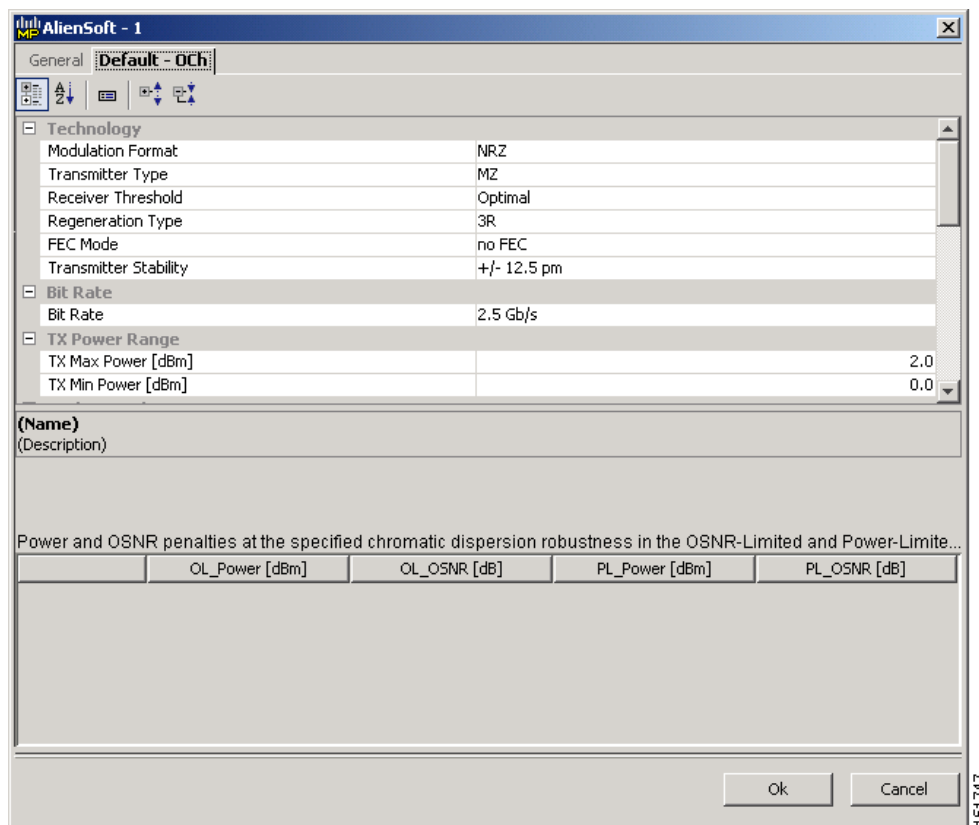 AlienSoft - 1
General Default - OCh
Technology
Modulation Format NRZ
Transmitter Type MZ
Receiver Threshold Optimal
Regeneration Type 3R
FEC Mode no FEC
Transmitter Stability +/- 12.5 pm
Bit Rate
Bit Rate 2.5 Gb/s
TX Power Range
TX Max Power [dBm] 2.0
TX Min Power [dBm] 0.0
(Name)
(Description)
Power and OSNR penalties at the specified chromatic dispersion robustness in the OSNR-Limited and Power-Limite...
OL_Power [dBm] OL_OSNR [dB] PL_Power [dBm] PL_OSNR [dB]
Ok Cancel